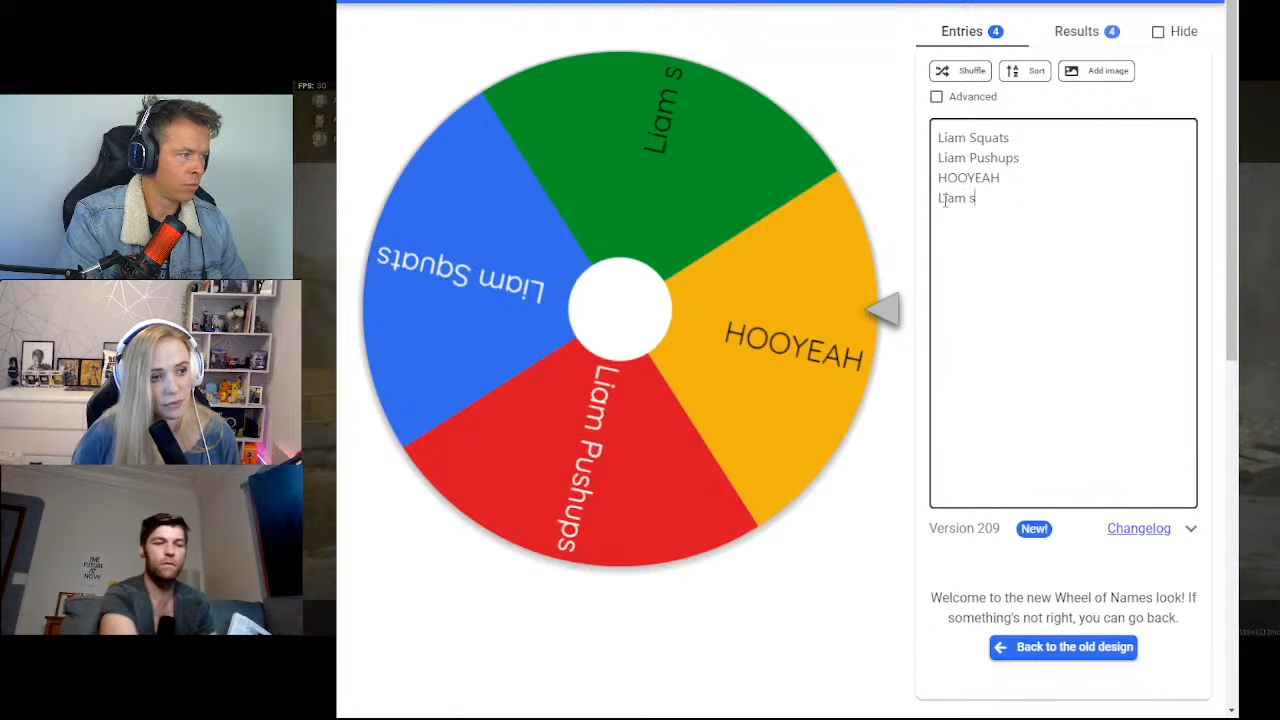 FPS: 30
THE
FUTURE
IS
NOW
Liam s
Liam Squats
HOOYEAH
Liam Pushups
Entries 4
Results 4
Hide
Shuffle
Sort
Add image
Advanced
Liam Squats
Liam Pushups
HOOYEAH
Liam s
Version 209
New!
Changelog
Welcome to the new Wheel of Names look! If
something's not right, you can go back.
Back to the old design